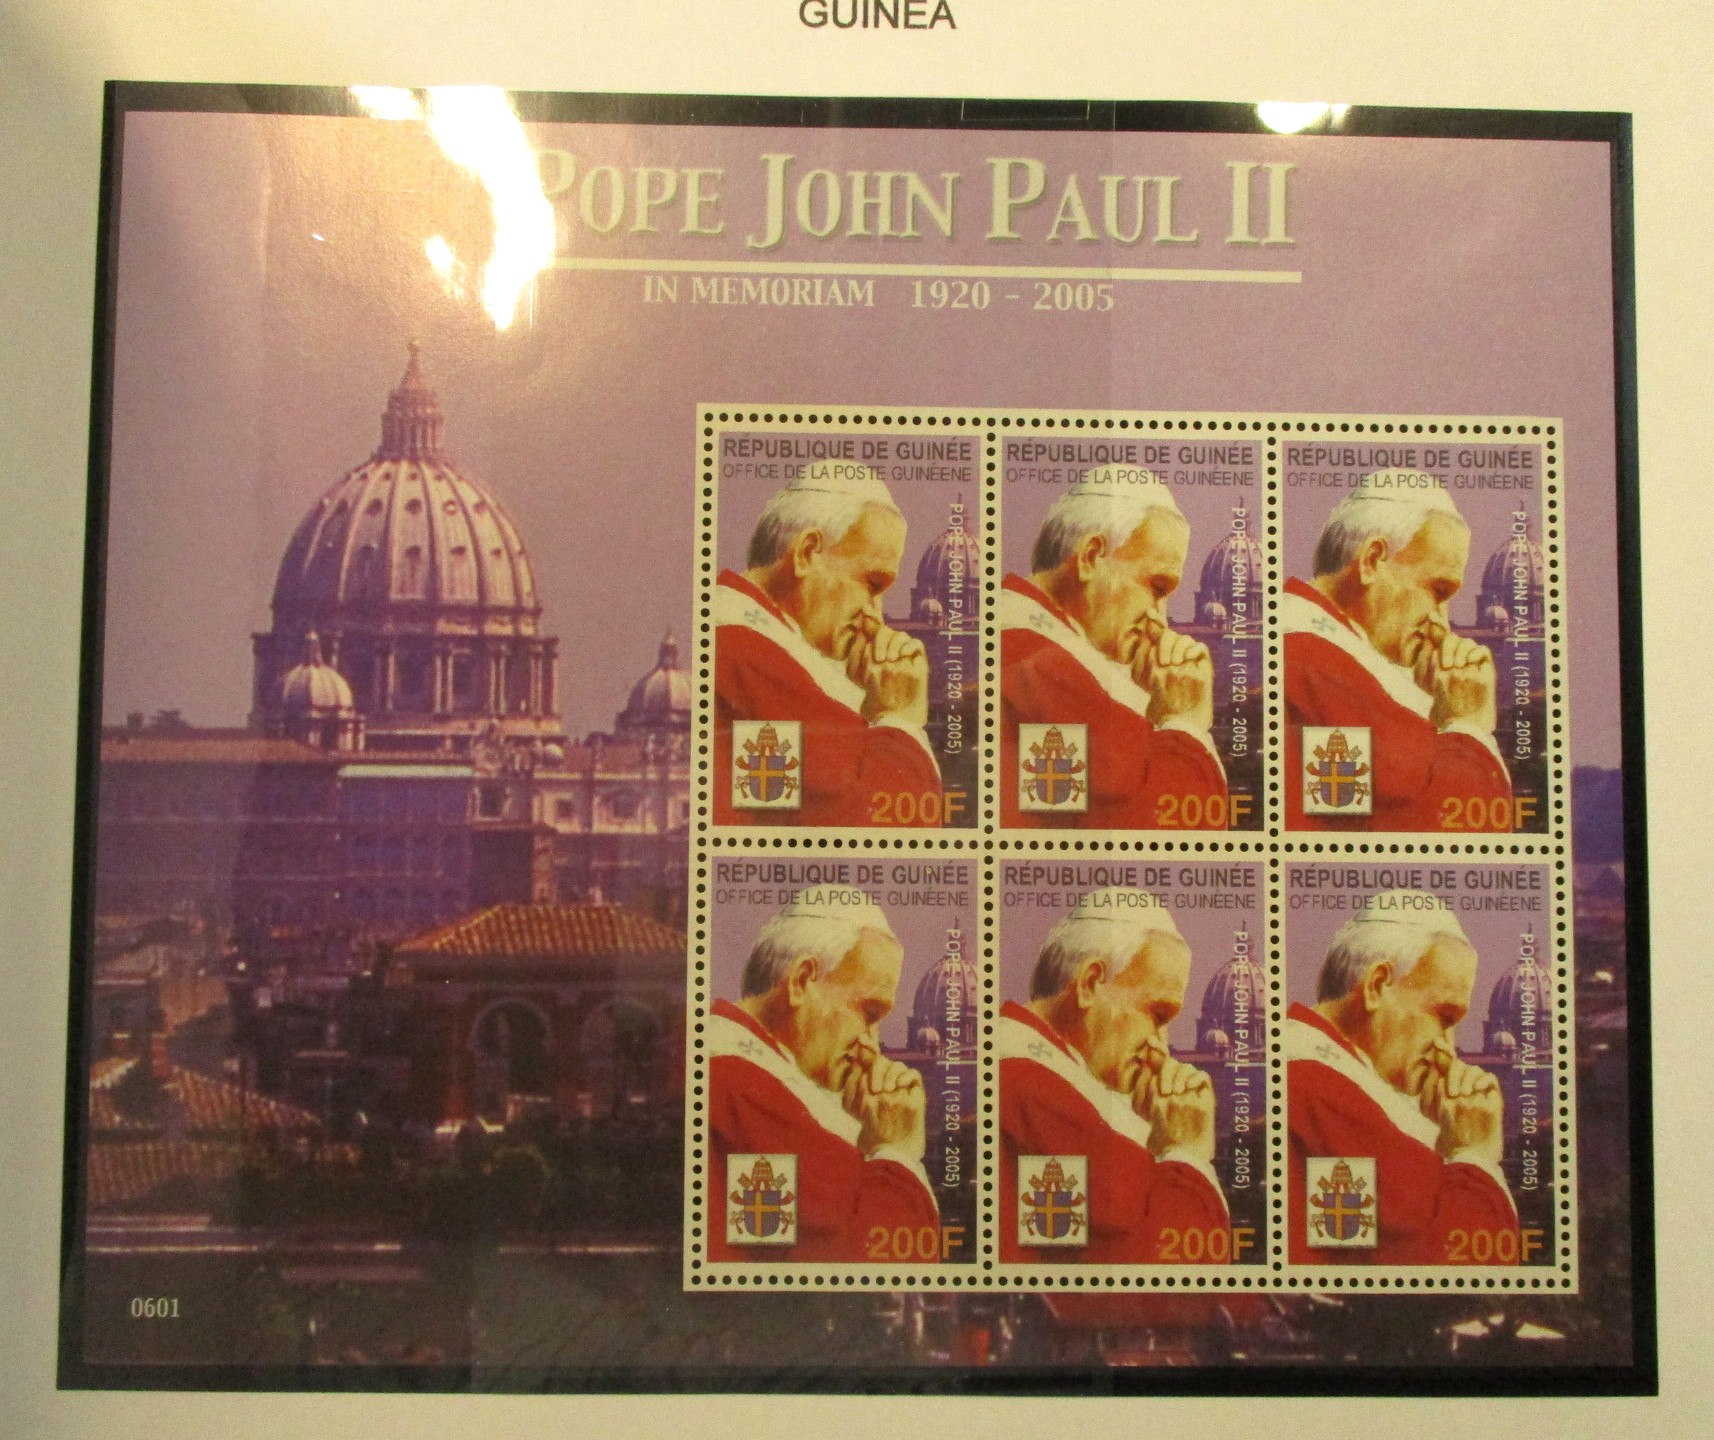 GUINEA
POPE JOHN PAUL II
IN MEMORIAM 1920 - 2005
RÉPUBLIQUE DE GUINÉE
OFFICE DE LA POSTE GUINÉENE
POPE JOHN PAUL II (1920 - 2005)
200F
RÉPUBLIQUE DE GUINÉE
OFFICE DE LA POSTE GUINÉENE
POPE JOHN PAUL II (1920 - 2005)
200F
RÉPUBLIQUE DE GUINÉE
OFFICE DE LA POSTE GUINÉENE
POPE JOHN PAUL II (1920 - 2005)
200F
RÉPUBLIQUE DE GUINÉE
OFFICE DE LA POSTE GUINÉENE
POPE JOHN PAUL II (1920 - 2005)
200F
RÉPUBLIQUE DE GUINÉE
OFFICE DE LA POSTE GUINÉENE
POPE JOHN PAUL II (1920 - 2005)
200F
RÉPUBLIQUE DE GUINÉE
OFFICE DE LA POSTE GUINÉENE
POPE JOHN PAUL II (1920 - 2005)
200F
0601